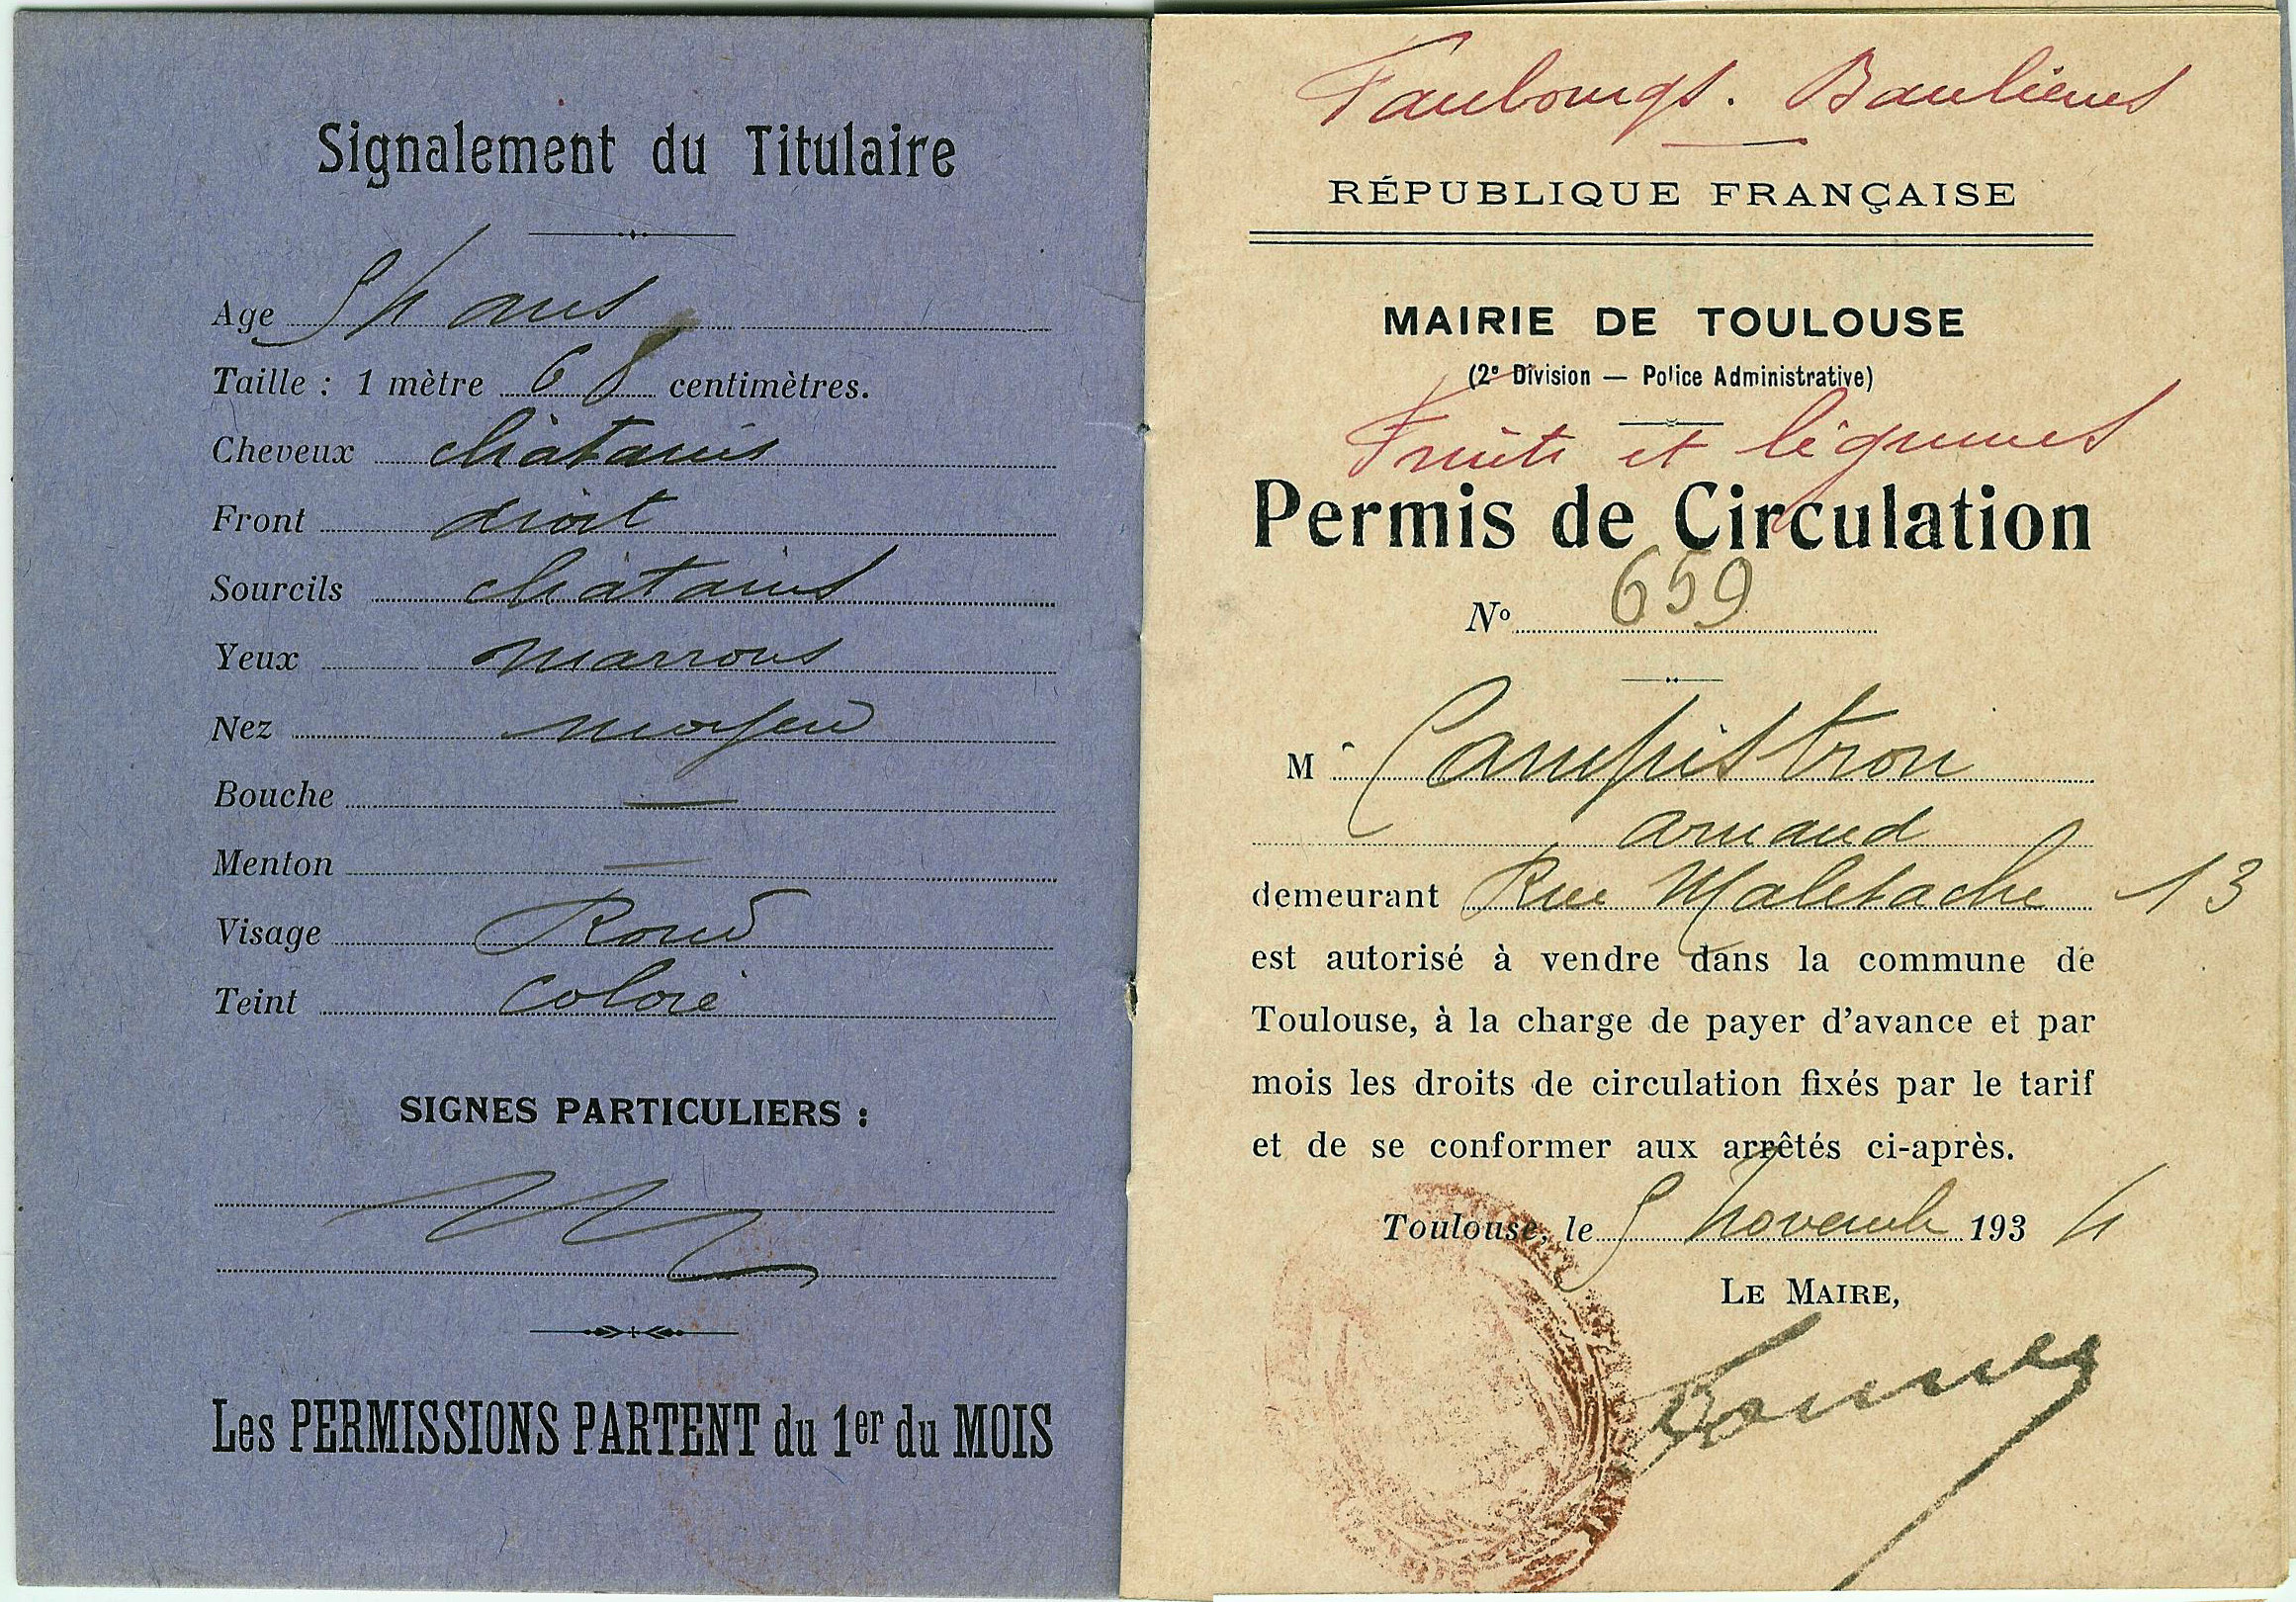 Signalement du Titulaire
Age 54 ans
Taille : 1 mètre 68 centimètres.
Cheveux châtains
Front droit
Sourcils châtains
Yeux marrons
Nez moyen
Bouche —
Menton —
Visage Rond
Teint coloré
SIGNES PARTICULIERS :
Les PERMISSIONS PARTENT du 1er du MOIS
Faubourgs. Banlieues
RÉPUBLIQUE FRANÇAISE
MAIRIE DE TOULOUSE
(2e Division — Police Administrative)
Fruits et légumes
Permis de Circulation
No 659
M Campistron
Arnaud
demeurant Rue Maletache 13
est autorisé à vendre dans la commune de
Toulouse, à la charge de payer d'avance et par
mois les droits de circulation fixés par le tarif
et de se conformer aux arrêtés ci-après.
Toulouse, le 5 Novembre 1934
LE MAIRE,